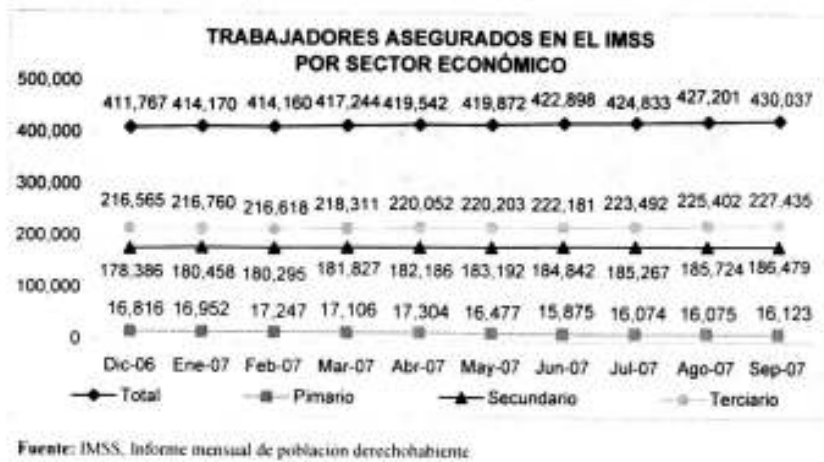 TRABAJADORES ASEGURADOS EN EL IMSS
POR SECTOR ECONÓMICO
500,000
411,767 414,170 414,160 417,244 419,542 419,872 422,898 424,833 427,201 430,037
400,000
300,000
216,565 216,760 216,618 218,311 220,052 220,203 222,181 223,492 225,402 227,435
200,000
178,386 180,458 180,295 181,827 182,186 183,192 184,842 185,267 185,724 186,479
100,000
16,816 16,952 17,247 17,106 17,304 16,477 15,875 16,074 16,075 16,123
0
Dic-06 Ene-07 Feb-07 Mar-07 Abr-07 May-07 Jun-07 Jul-07 Ago-07 Sep-07
Total Pimario Secundario Terciario
Fuente: IMSS, Informe mensual de población derechohabiente